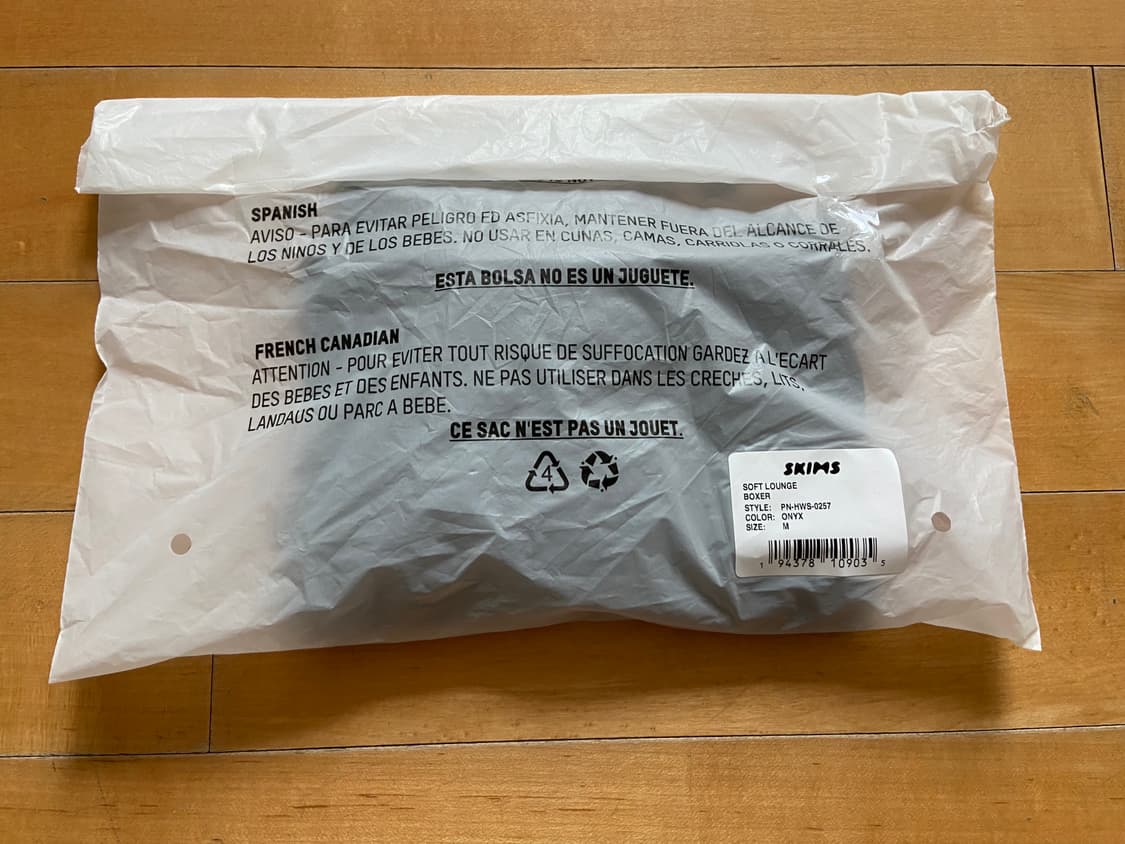 SPANISH
AVISO - PARA EVITAR PELIGRO FD ASFIXIA, MANTENER FUERA DEL ALCANCE DE
LOS NINOS Y DE LOS BEBES. NO USAR EN CUNAS, CAMAS, CARRIOLAS O CORRALES.
ESTA BOLSA NO ES UN JUGUETE.
FRENCH CANADIAN
ATTENTION - POUR EVITER TOUT RISQUE DE SUFFOCATION GARDEZ A L'ECART
DES BEBES ET DES ENFANTS. NE PAS UTILISER DANS LES CRECHES, LITS,
LANDAUS OU PARC A BEBE.
CE SAC N'EST PAS UN JOUET.
4
SKIMS
SOFT LOUNGE
BOXER
STYLE: PN-HWS-0257
COLOR: ONYX
SIZE: M
1 94378 10903 5